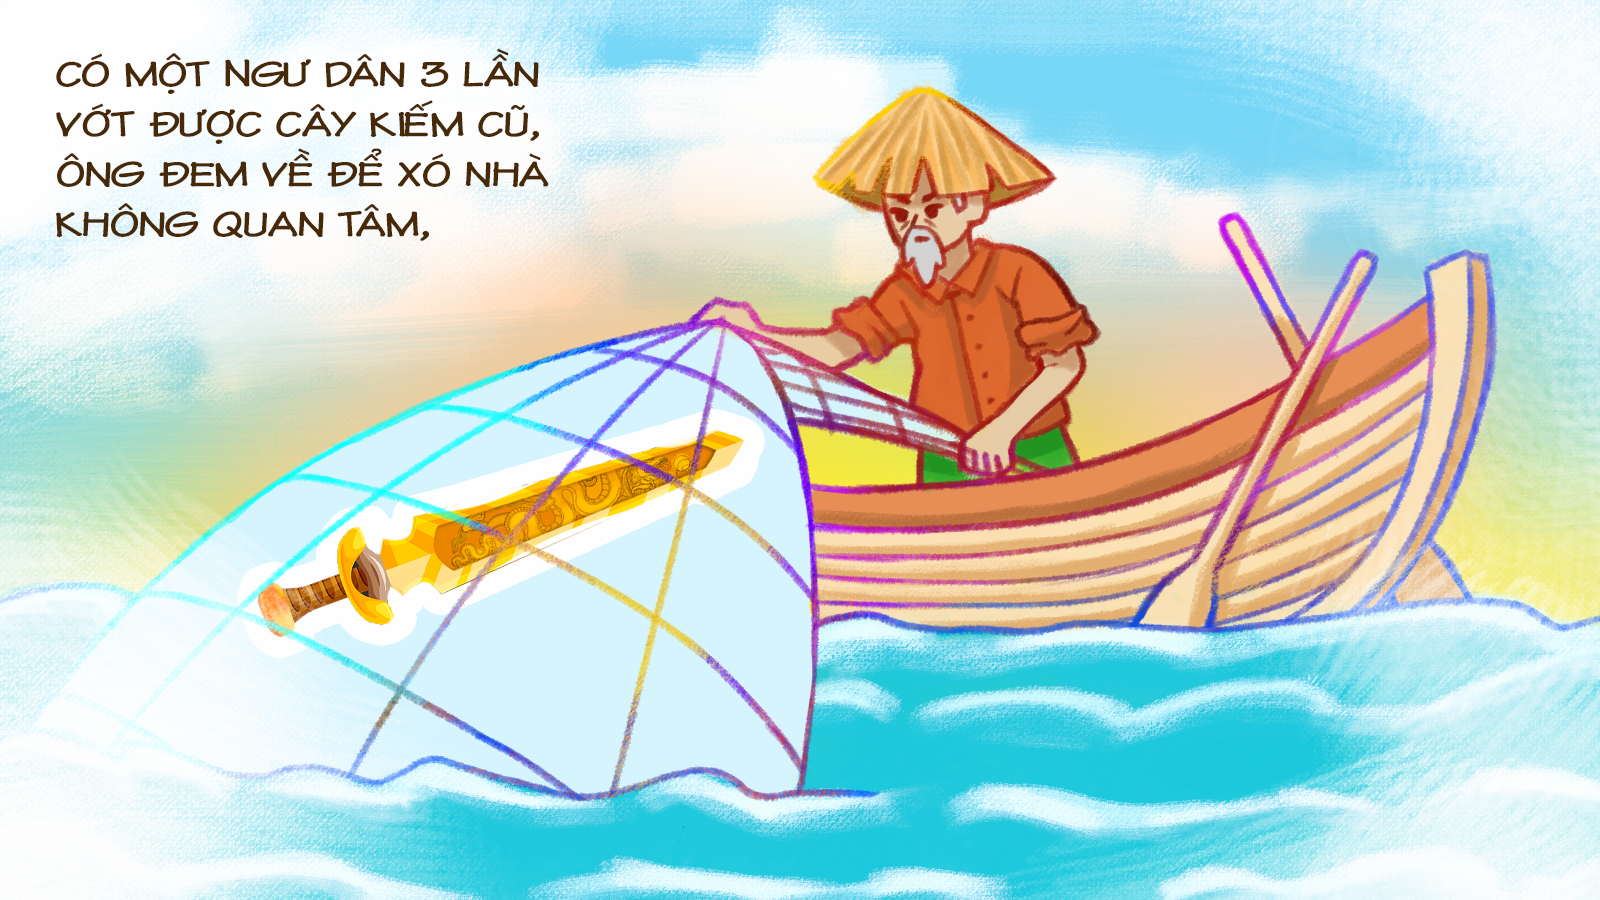 CÓ MỘT NGƯ DÂN 3 LẦN
VỚT ĐƯỢC CÂY KIẾM CŨ,
ÔNG ĐEM VỀ ĐỂ XÓ NHÀ
KHÔNG QUAN TÂM,